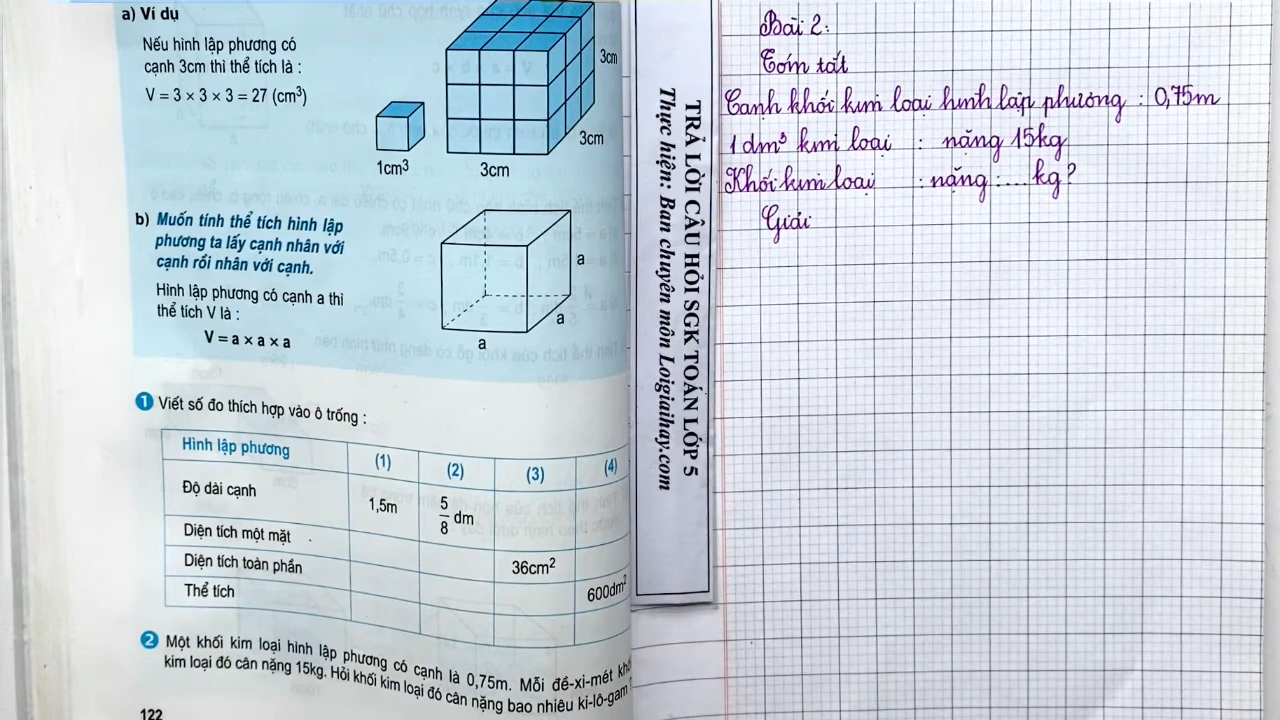 a) Ví dụ
Nếu hình lập phương có
cạnh 3cm thì thể tích là :
V = 3 × 3 × 3 = 27 (cm³)
1cm³
3cm
3cm
3cm
b) Muốn tính thể tích hình lập
phương ta lấy cạnh nhân với
cạnh rồi nhân với cạnh.
Hình lập phương có cạnh a thì
thể tích V là :
V = a × a × a
a
a
a
1 Viết số đo thích hợp vào ô trống :
Hình lập phương (1) (2) (3) (4)
Độ dài cạnh 1,5m 5/8 dm
Diện tích một mặt 36cm²
Diện tích toàn phần 600dm²
Thể tích
2 Một khối kim loại hình lập phương có cạnh là 0,75m. Mỗi đề-xi-mét
kim loại đó cân nặng 15kg. Hỏi khối kim loại đó cân nặng bao nhiêu ki-lô-gam
122
TRẢ LỜI CÂU HỎI SGK TOÁN LỚP 5
Thực hiện: Ban chuyên môn Loigiaihay.com
Bài 2:
Tóm tắt
Cạnh khối kim loại hình lập phương : 0,75m
1 dm³ kim loại : nặng 15kg
Khối kim loại : nặng .... kg?
Giải